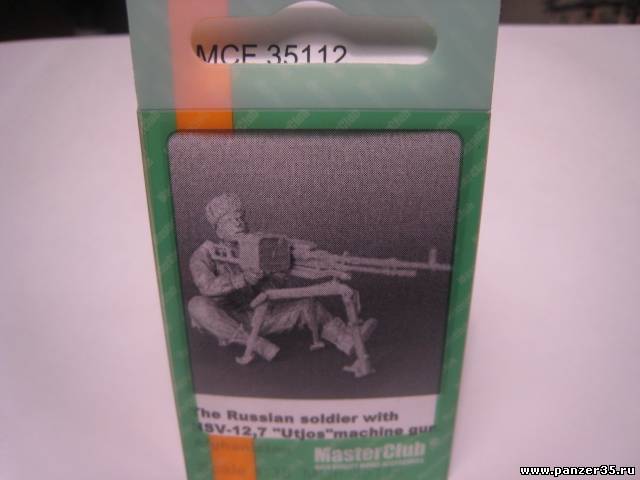 MCF 35112
The Russian soldier with
NSV-12,7 "Utjos" machine gun
MasterClub®
www.panzer35.ru